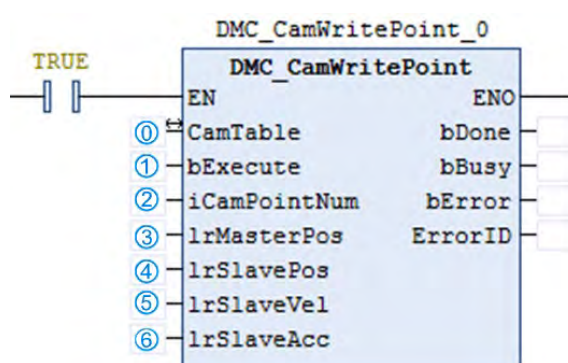 DMC_CamWritePoint_0
TRUE
DMC_CamWritePoint
EN ENO
⓪ CamTable bDone
① bExecute bBusy
② iCamPointNum bError
③ lrMasterPos ErrorID
④ lrSlavePos
⑤ lrSlaveVel
⑥ lrSlaveAcc